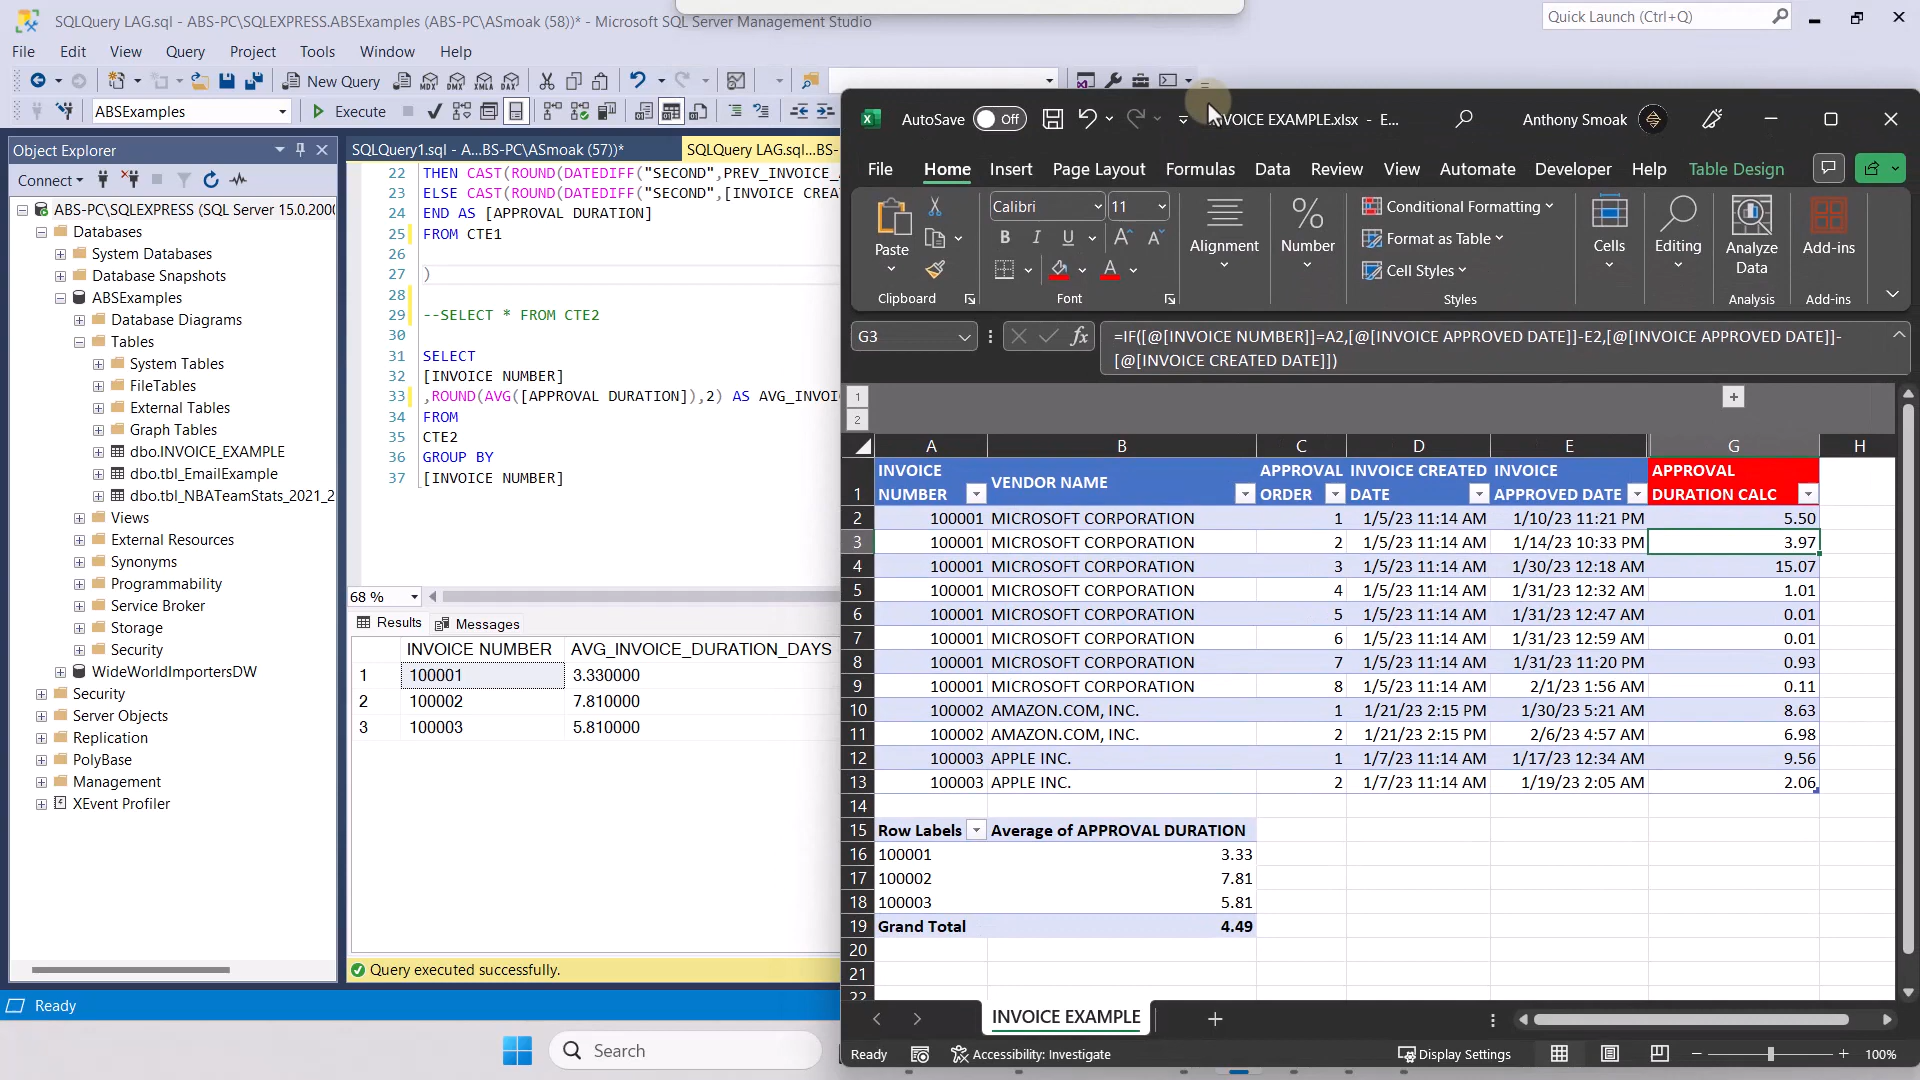 SQLQuery LAG.sql - ABS-PC\SQLEXPRESS.ABSExamples (ABS-PC\ASmoak (58))* - Microsoft SQL Server Management Studio
Quick Launch (Ctrl+Q)
File Edit View Query Project Tools Window Help
New Query
ABSExamples
Execute
Object Explorer
Connect
ABS-PC\SQLEXPRESS (SQL Server 15.0.2000
Databases
System Databases
Database Snapshots
ABSExamples
Database Diagrams
Tables
System Tables
FileTables
External Tables
Graph Tables
dbo.INVOICE_EXAMPLE
dbo.tbl_EmailExample
dbo.tbl_NBATeamStats_2021_2
Views
External Resources
Synonyms
Programmability
Service Broker
Storage
Security
WideWorldImportersDW
Security
Server Objects
Replication
PolyBase
Management
XEvent Profiler
SQLQuery1.sql - A...BS-PC\ASmoak (57))*
SQLQuery LAG.sql...BS-
22 THEN CAST(ROUND(DATEDIFF("SECOND",PREV_INVOICE_
23 ELSE CAST(ROUND(DATEDIFF("SECOND",[INVOICE CREA
24 END AS [APPROVAL DURATION]
25 FROM CTE1
26
27 )
28
29 --SELECT * FROM CTE2
30
31 SELECT
32 [INVOICE NUMBER]
33 ,ROUND(AVG([APPROVAL DURATION]),2) AS AVG_INVOI
34 FROM
35 CTE2
36 GROUP BY
37 [INVOICE NUMBER]
68 %
Results Messages
INVOICE NUMBER AVG_INVOICE_DURATION_DAYS
1 100001 3.330000
2 100002 7.810000
3 100003 5.810000
Query executed successfully.
Ready
Search
AutoSave Off
VOICE EXAMPLE.xlsx - E...
Anthony Smoak
File Home Insert Page Layout Formulas Data Review View Automate Developer Help Table Design
Paste
Clipboard
Calibri 11
B I U
Font
Alignment
Number
Conditional Formatting
Format as Table
Cell Styles
Styles
Cells
Editing
Analyze Data
Analysis
Add-ins
Add-ins
G3
fx
=IF([@[INVOICE NUMBER]]=A2,[@[INVOICE APPROVED DATE]]-E2,[@[INVOICE APPROVED DATE]]-
[@[INVOICE CREATED DATE]])
1
2
A B C D E G H
1 INVOICE NUMBER VENDOR NAME APPROVAL ORDER INVOICE CREATED DATE INVOICE APPROVED DATE APPROVAL DURATION CALC
2 100001 MICROSOFT CORPORATION 1 1/5/23 11:14 AM 1/10/23 11:21 PM 5.50
3 100001 MICROSOFT CORPORATION 2 1/5/23 11:14 AM 1/14/23 10:33 PM 3.97
4 100001 MICROSOFT CORPORATION 3 1/5/23 11:14 AM 1/30/23 12:18 AM 15.07
5 100001 MICROSOFT CORPORATION 4 1/5/23 11:14 AM 1/31/23 12:32 AM 1.01
6 100001 MICROSOFT CORPORATION 5 1/5/23 11:14 AM 1/31/23 12:47 AM 0.01
7 100001 MICROSOFT CORPORATION 6 1/5/23 11:14 AM 1/31/23 12:59 AM 0.01
8 100001 MICROSOFT CORPORATION 7 1/5/23 11:14 AM 1/31/23 11:20 PM 0.93
9 100001 MICROSOFT CORPORATION 8 1/5/23 11:14 AM 2/1/23 1:56 AM 0.11
10 100002 AMAZON.COM, INC. 1 1/21/23 2:15 PM 1/30/23 5:21 AM 8.63
11 100002 AMAZON.COM, INC. 2 1/21/23 2:15 PM 2/6/23 4:57 AM 6.98
12 100003 APPLE INC. 1 1/7/23 11:14 AM 1/17/23 12:34 AM 9.56
13 100003 APPLE INC. 2 1/7/23 11:14 AM 1/19/23 2:05 AM 2.06
14
15 Row Labels Average of APPROVAL DURATION
16 100001 3.33
17 100002 7.81
18 100003 5.81
19 Grand Total 4.49
20
21
22
INVOICE EXAMPLE
Ready
Accessibility: Investigate
Display Settings
100%